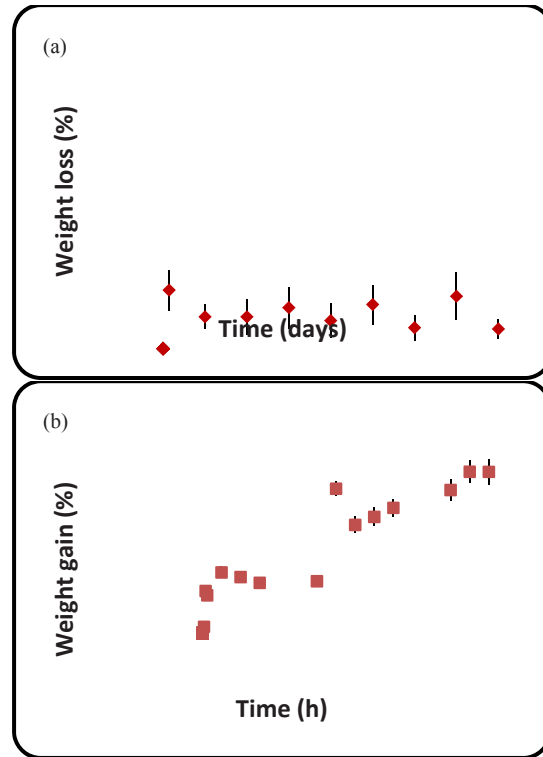 (a)
Weight loss (%)
Time (days)
(b)
Weight gain (%)
Time (h)